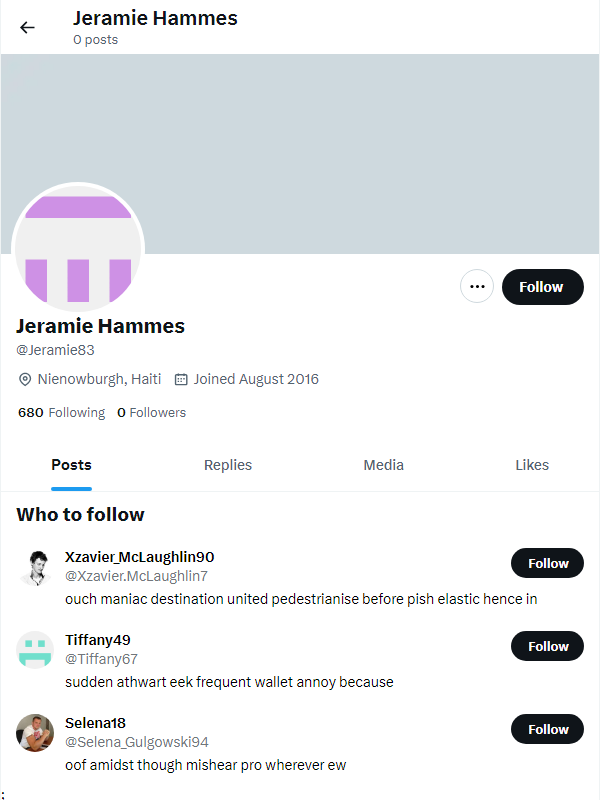 Jeramie Hammes
0 posts
Follow
Jeramie Hammes
@Jeramie83
Nienowburgh, Haiti Joined August 2016
680 Following 0 Followers
Posts Replies Media Likes
Who to follow
Xzavier_McLaughlin90
@Xzavier.McLaughlin7
Follow
ouch maniac destination united pedestrianise before pish elastic hence in
Tiffany49
@Tiffany67
Follow
sudden athwart eek frequent wallet annoy because
Selena18
@Selena_Gulgowski94
Follow
oof amidst though mishear pro wherever ew
;